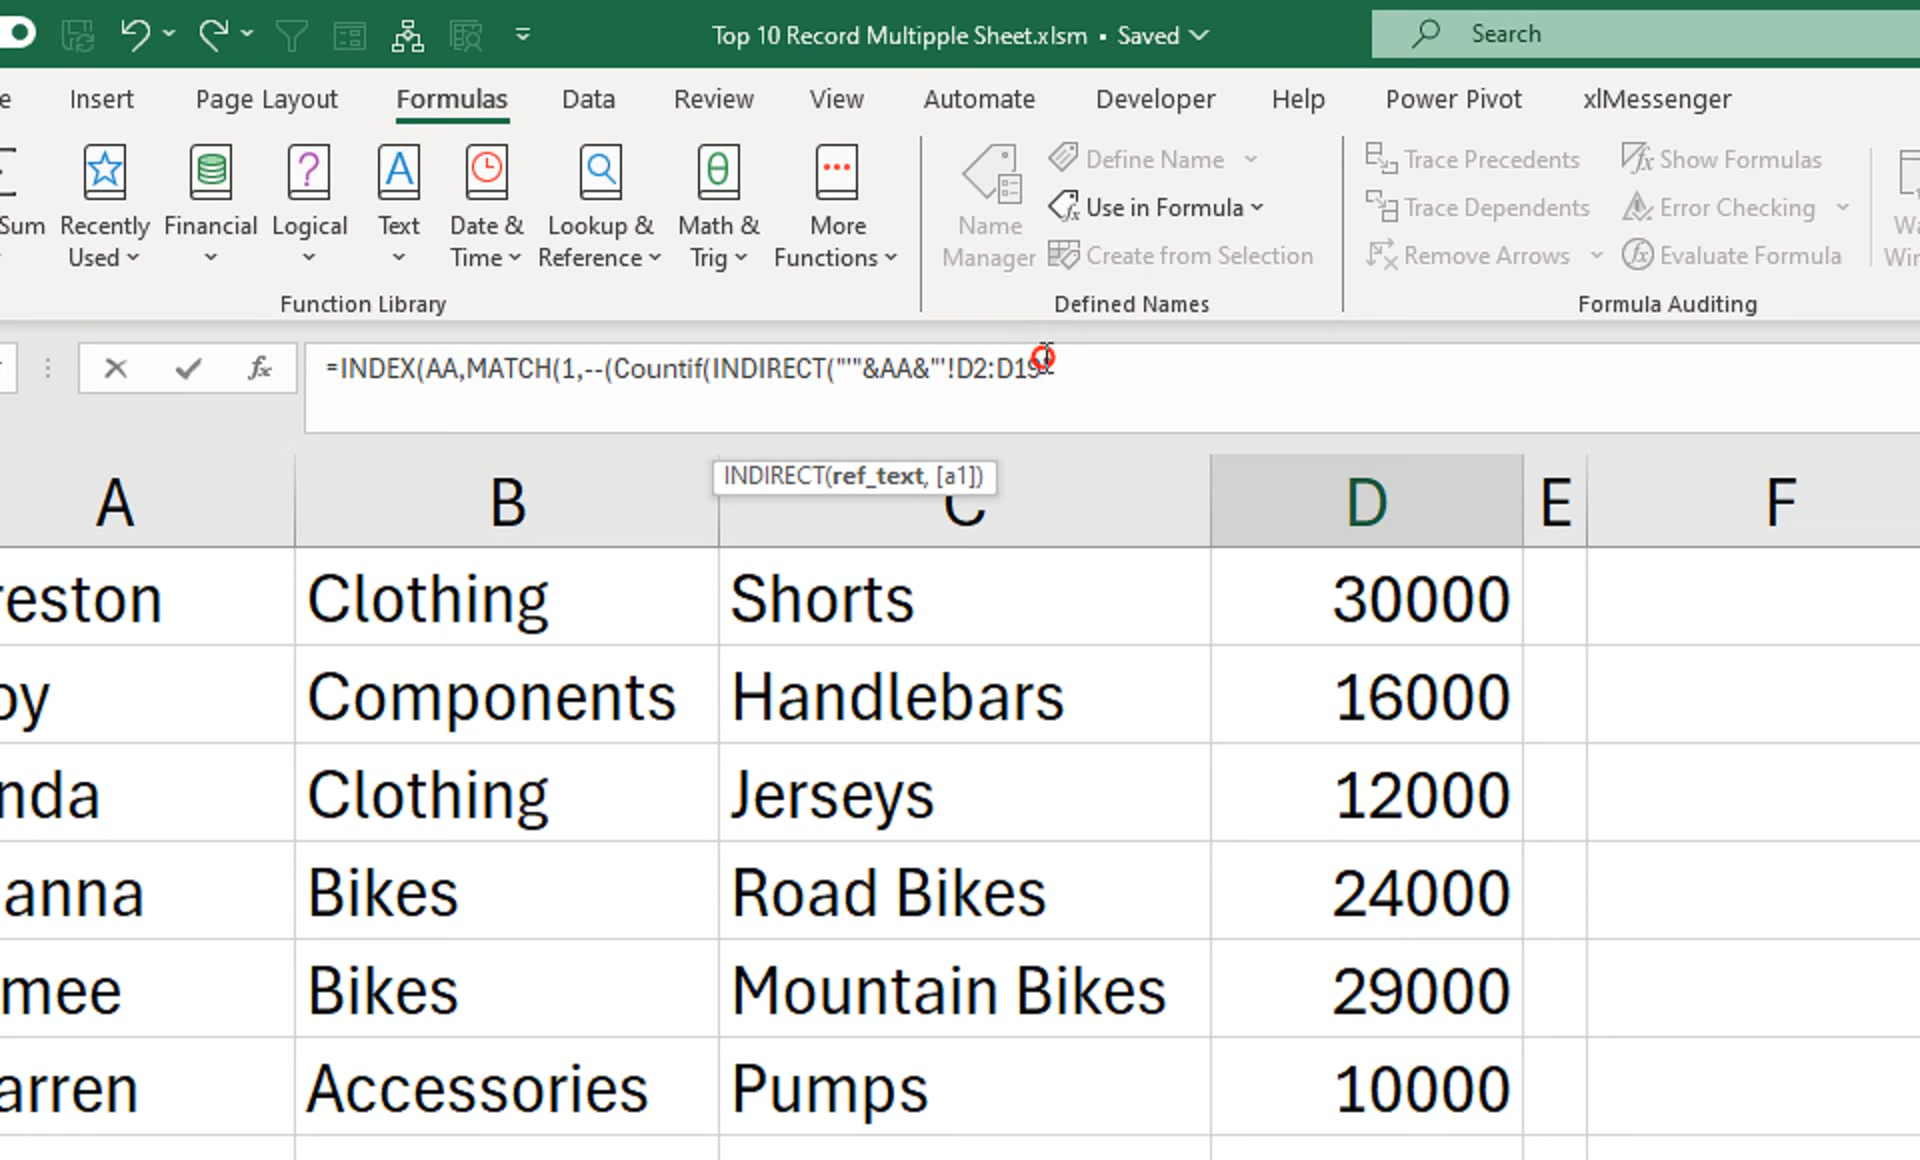 Top 10 Record Multipple Sheet.xlsm • Saved
Search
e Insert Page Layout Formulas Data Review View Automate Developer Help Power Pivot xlMessenger
Sum
Recently Used
Financial
Logical
Text
Date & Time
Lookup & Reference
Math & Trig
More Functions
Name Manager
Define Name
Use in Formula
Create from Selection
Trace Precedents
Trace Dependents
Remove Arrows
Show Formulas
Error Checking
Evaluate Formula
Wa
Win
Function Library
Defined Names
Formula Auditing
fx =INDEX(AA,MATCH(1,--(Countif(INDIRECT("'"&AA&"'!D2:D19
INDIRECT(ref_text, [a1])
A B C D E F
reston Clothing Shorts 30000
oy Components Handlebars 16000
nda Clothing Jerseys 12000
anna Bikes Road Bikes 24000
mee Bikes Mountain Bikes 29000
arren Accessories Pumps 10000